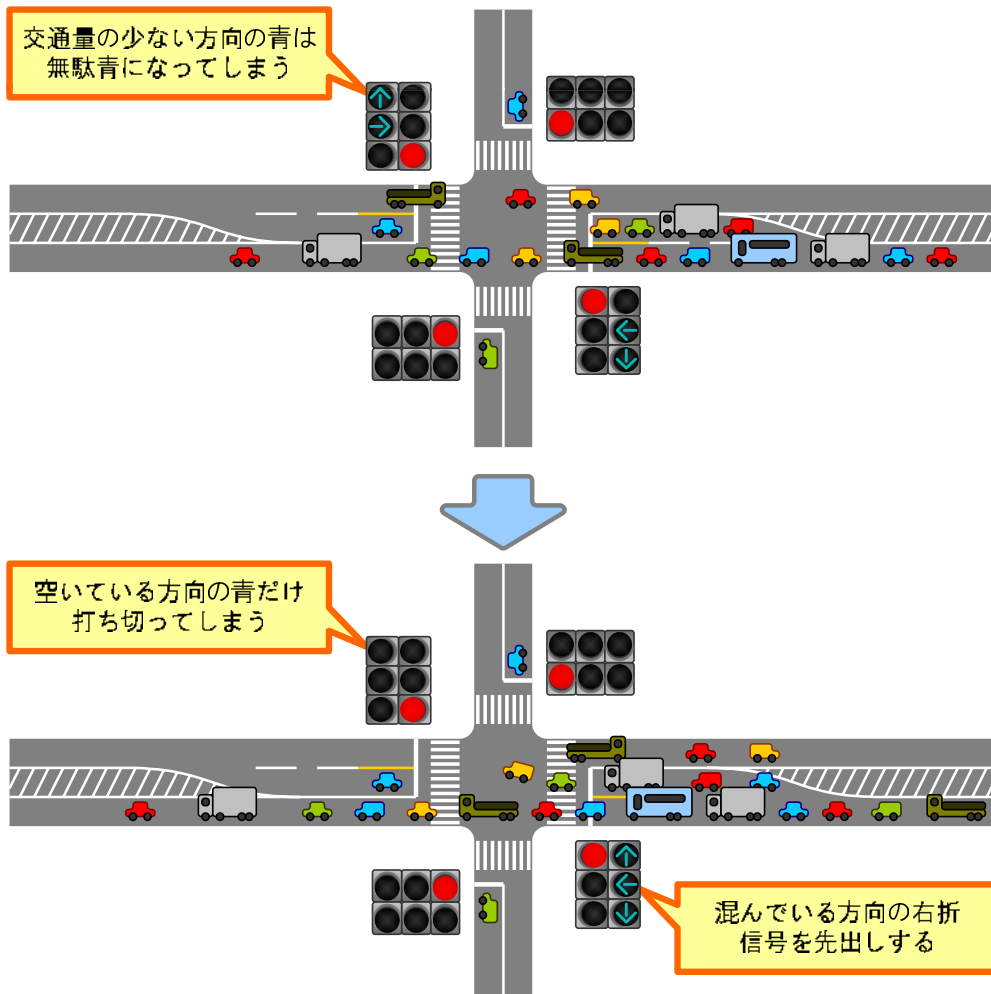 交通量の少ない方向の青は
無駄青になってしまう
空いている方向の青だけ
打ち切ってしまう
混んでいる方向の右折
信号を先出しする